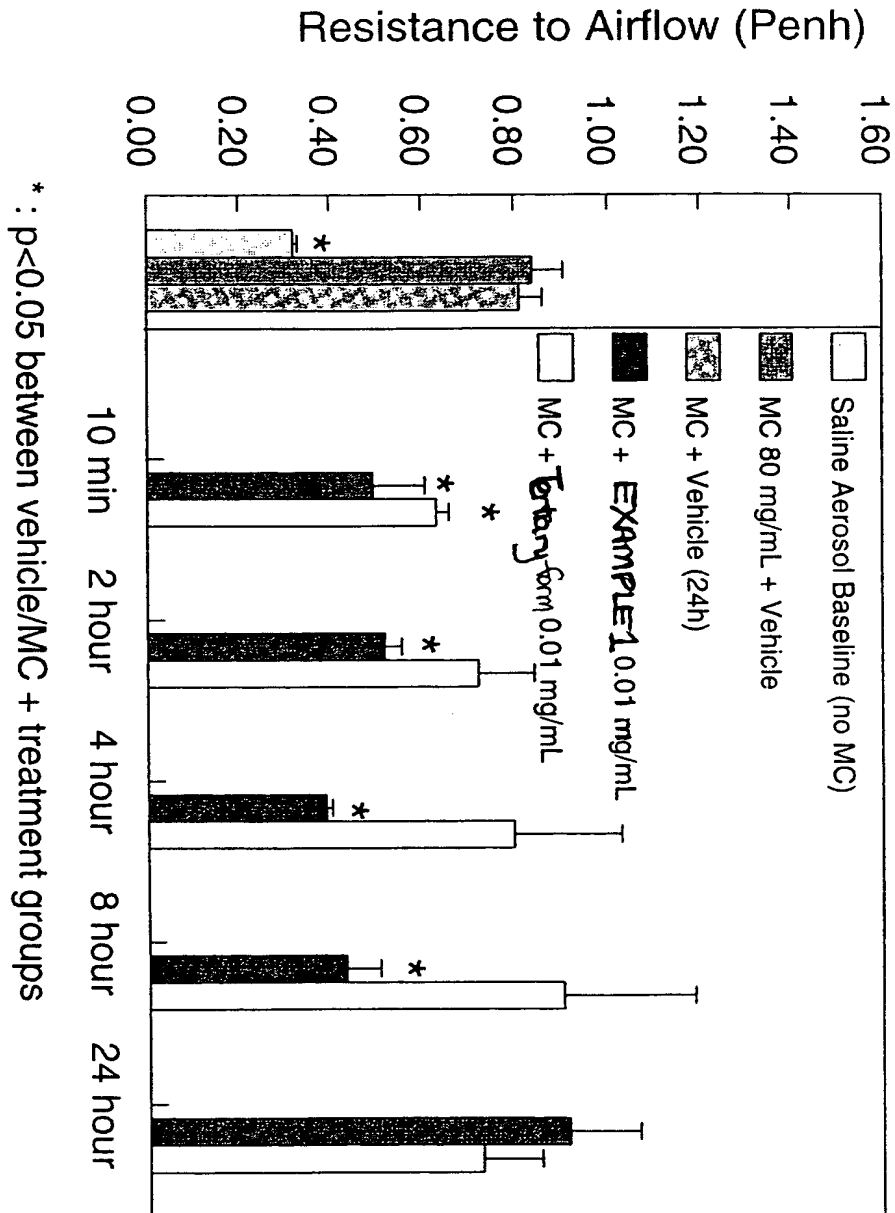 Resistance to Airflow (Penh)
1.60
1.40
1.20
1.00
0.80
0.60
0.40
0.20
0.00
Saline Aerosol Baseline (no MC)
MC 80 mg/mL + Vehicle
MC + Vehicle (24h)
MC + EXAMPLE 1 0.01 mg/mL
MC + form 0.01 mg/mL
*
*
*
*
*
*
10 min
2 hour
4 hour
8 hour
24 hour
* : p<0.05 between vehicle/MC + treatment groups